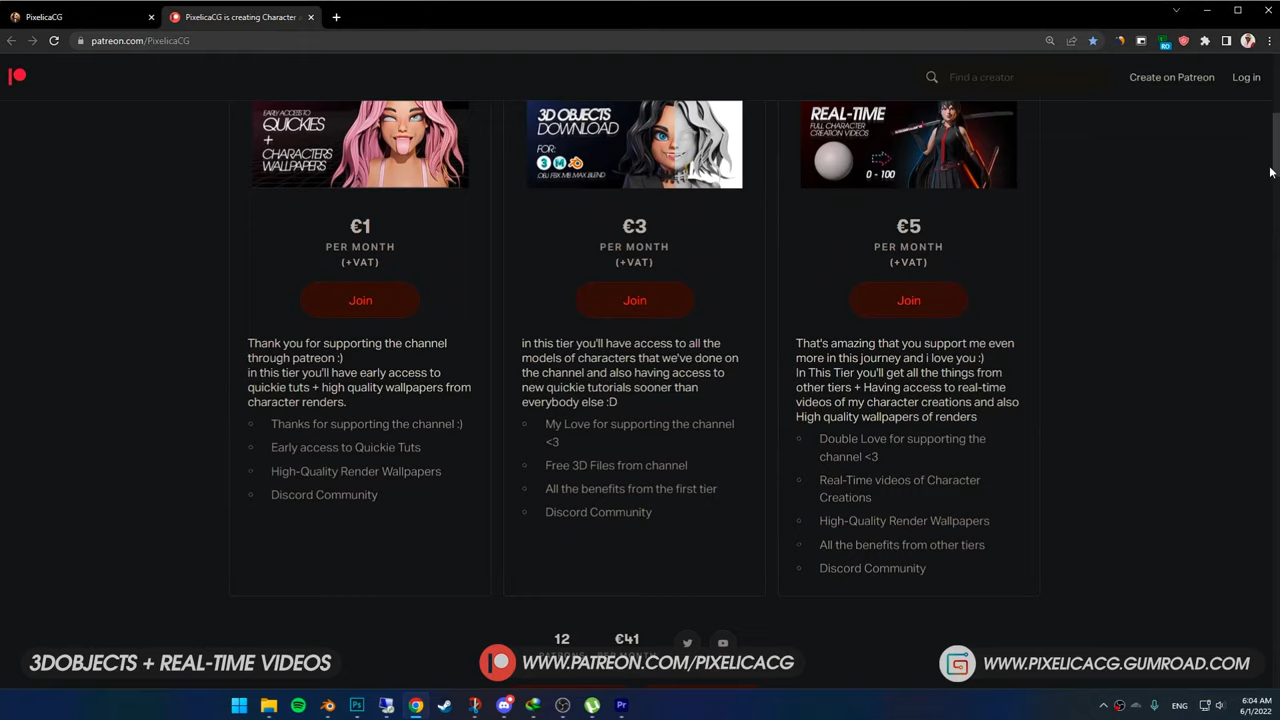 PixelicaCG
PixelicaCG is creating Character
patreon.com/PixelicaCG
RO
Find a creator
Create on Patreon
Log in
EARLY ACCESS TO
QUICKIES
+
CHARACTERS
WALLPAPERS
€1
PER MONTH
(+VAT)
Join
Thank you for supporting the channel
through patreon :)
in this tier you'll have early access to
quickie tuts + high quality wallpapers from
character renders.
Thanks for supporting the channel :)
Early access to Quickie Tuts
High-Quality Render Wallpapers
Discord Community
3D OBJECTS
DOWNLOAD
FOR:
.OBJ FBX MB MAX BLEND
€3
PER MONTH
(+VAT)
Join
in this tier you'll have access to all the
models of characters that we've done on
the channel and also having access to
new quickie tutorials sooner than
everybody else :D
My Love for supporting the channel
<3
Free 3D Files from channel
All the benefits from the first tier
Discord Community
REAL-TIME
FULL CHARACTER
CREATION VIDEOS
0 - 100
€5
PER MONTH
(+VAT)
Join
That's amazing that you support me even
more in this journey and i love you :)
In This Tier you'll get all the things from
other tiers + Having access to real-time
videos of my character creations and also
High quality wallpapers of renders
Double Love for supporting the
channel <3
Real-Time videos of Character
Creations
High-Quality Render Wallpapers
All the benefits from other tiers
Discord Community
12
€41
3DOBJECTS + REAL-TIME VIDEOS
WWW.PATREON.COM/PIXELICACG
WWW.PIXELICACG.GUMROAD.COM
Ps
Pr
ENG
6:04 AM
6/1/2022